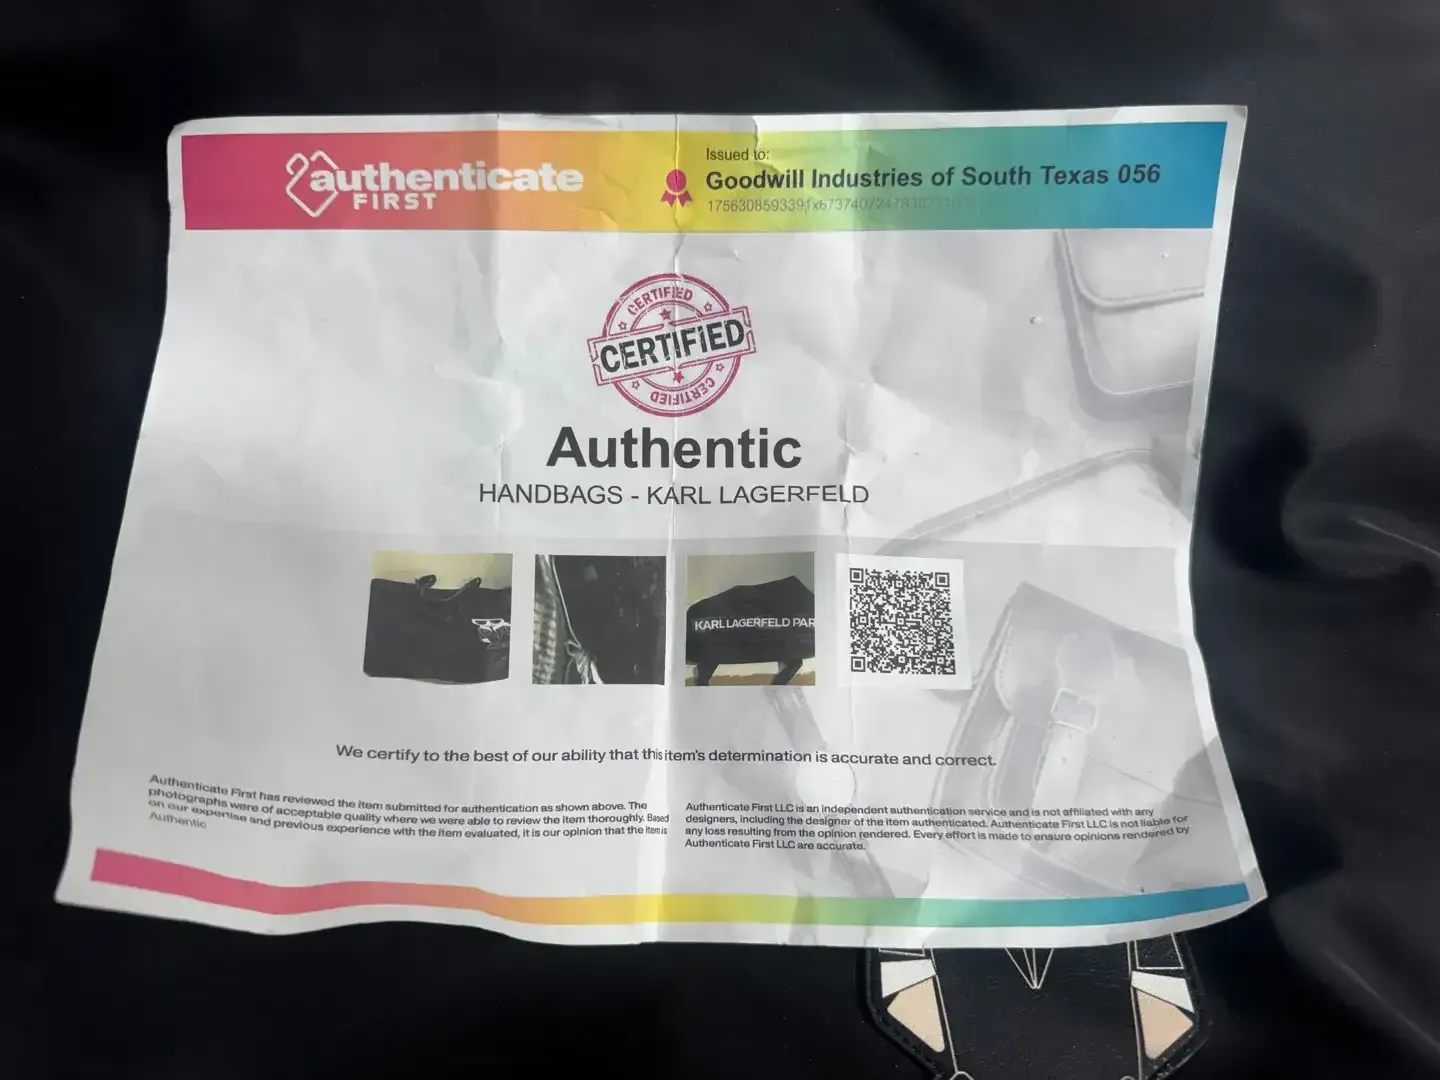 authenticate
FIRST
Issued to:
Goodwill Industries of South Texas 056
CERTIFIED
CERTIFIED
CERTIFIED
Authentic
HANDBAGS - KARL LAGERFELD
KARL LAGERFELD PAR
We certify to the best of our ability that this item's determination is accurate and correct.
Authenticate First has reviewed the item submitted for authentication as shown above. The
photographs were of acceptable quality where we were able to review the item thoroughly. Based
on our expertise and previous experience with the item evaluated, it is our opinion that the item is
Authentic
Authenticate First LLC is an independent authentication service and is not affiliated with any
designers, including the designer of the item authenticated. Authenticate First LLC is not liable for
any loss resulting from the opinion rendered. Every effort is made to ensure opinions rendered by
Authenticate First LLC are accurate.